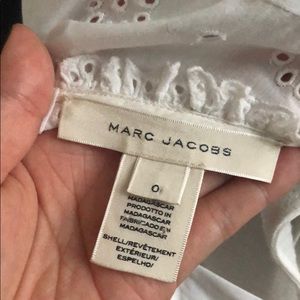 MARC JACOBS
0
MADAGASCAR
PRODOTTO IN
MADAGASCAR
FABRICADO EN
MADAGASCAR
SHELL/REVÊTEMENT
EXTÉRIEUR/
ESPELHO/